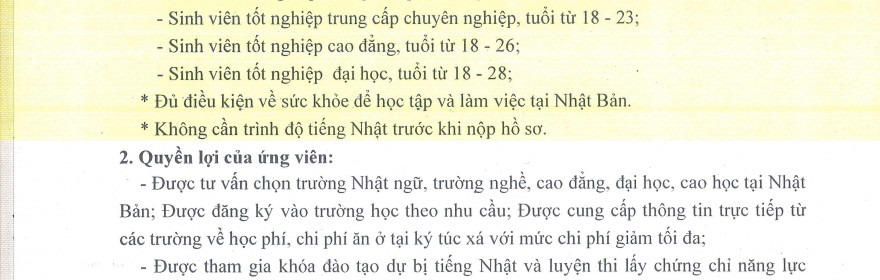 - Sinh viên tốt nghiệp trung cấp chuyên nghiệp, tuổi từ 18 - 23;
- Sinh viên tốt nghiệp cao đẳng, tuổi từ 18 - 26;
- Sinh viên tốt nghiệp đại học, tuổi từ 18 - 28;
* Đủ điều kiện về sức khỏe để học tập và làm việc tại Nhật Bản.
* Không cần trình độ tiếng Nhật trước khi nộp hồ sơ.
2. Quyền lợi của ứng viên:
- Được tư vấn chọn trường Nhật ngữ, trường nghề, cao đẳng, đại học, cao học tại Nhật
Bản; Được đăng ký vào trường học theo nhu cầu; Được cung cấp thông tin trực tiếp từ
các trường về học phí, chi phí ăn ở tại ký túc xá với mức chi phí giảm tối đa;
- Được tham gia khóa đào tạo dự bị tiếng Nhật và luyện thi lấy chứng chỉ năng lực